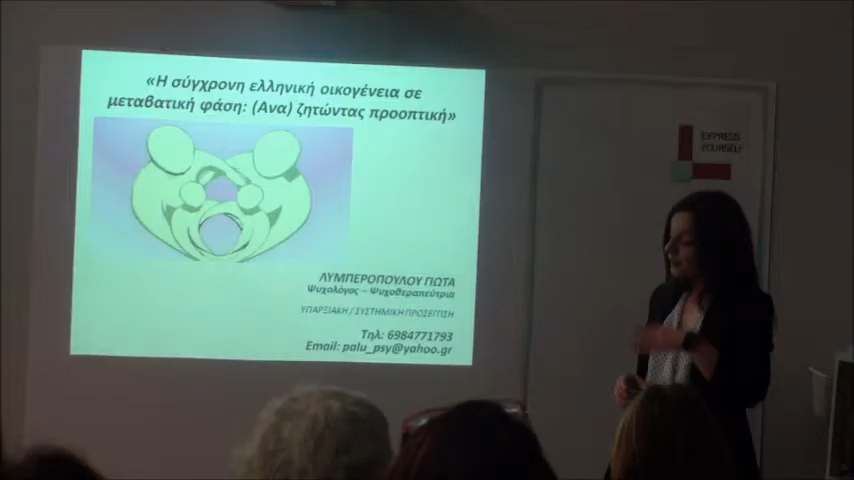 «Η σύγχρονη ελληνική οικογένεια σε
μεταβατική φάση: (Ανα) ζητώντας προοπτική»
ΛΥΜΠΕΡΟΠΟΥΛΟΥ ΓΙΩΤΑ
Ψυχολόγος – Ψυχοθεραπεύτρια
ΥΠΑΡΞΙΑΚΗ / ΣΥΣΤΗΜΙΚΗ ΠΡΟΣΕΓΓΙΣΗ
Τηλ: 6984771793
Email: palu_psy@yahoo.gr
EXPRESS
YOURSELF